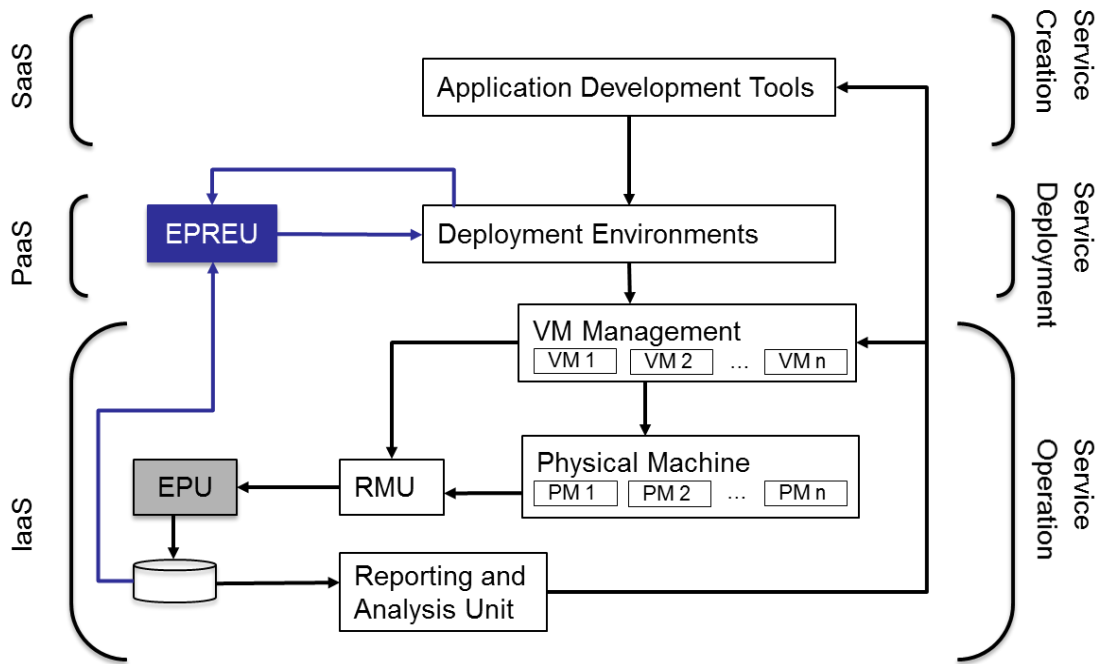 SaaS
Service
Creation
Application Development Tools
PaaS
Service
Deployment
EPREU
Deployment Environments
IaaS
Service
Operation
VM Management
VM 1
VM 2
...
VM n
Physical Machine
PM 1
PM 2
...
PM n
EPU
RMU
Reporting and
Analysis Unit